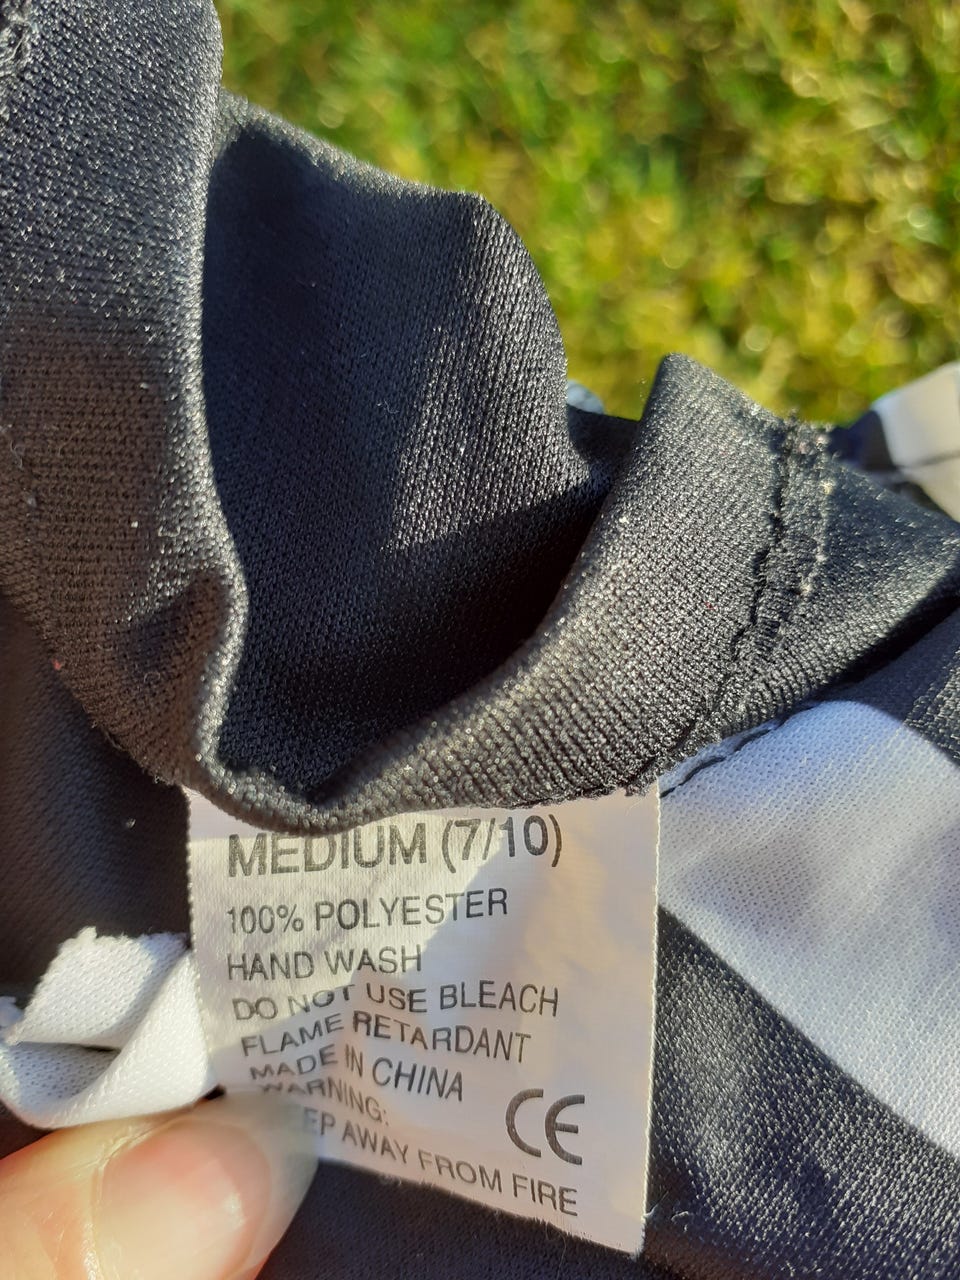 MEDIUM (7/10)
100% POLYESTER
HAND WASH
DO NOT USE BLEACH
FLAME RETARDANT
MADE IN CHINA
WARNING:
EP AWAY FROM FIRE
CE